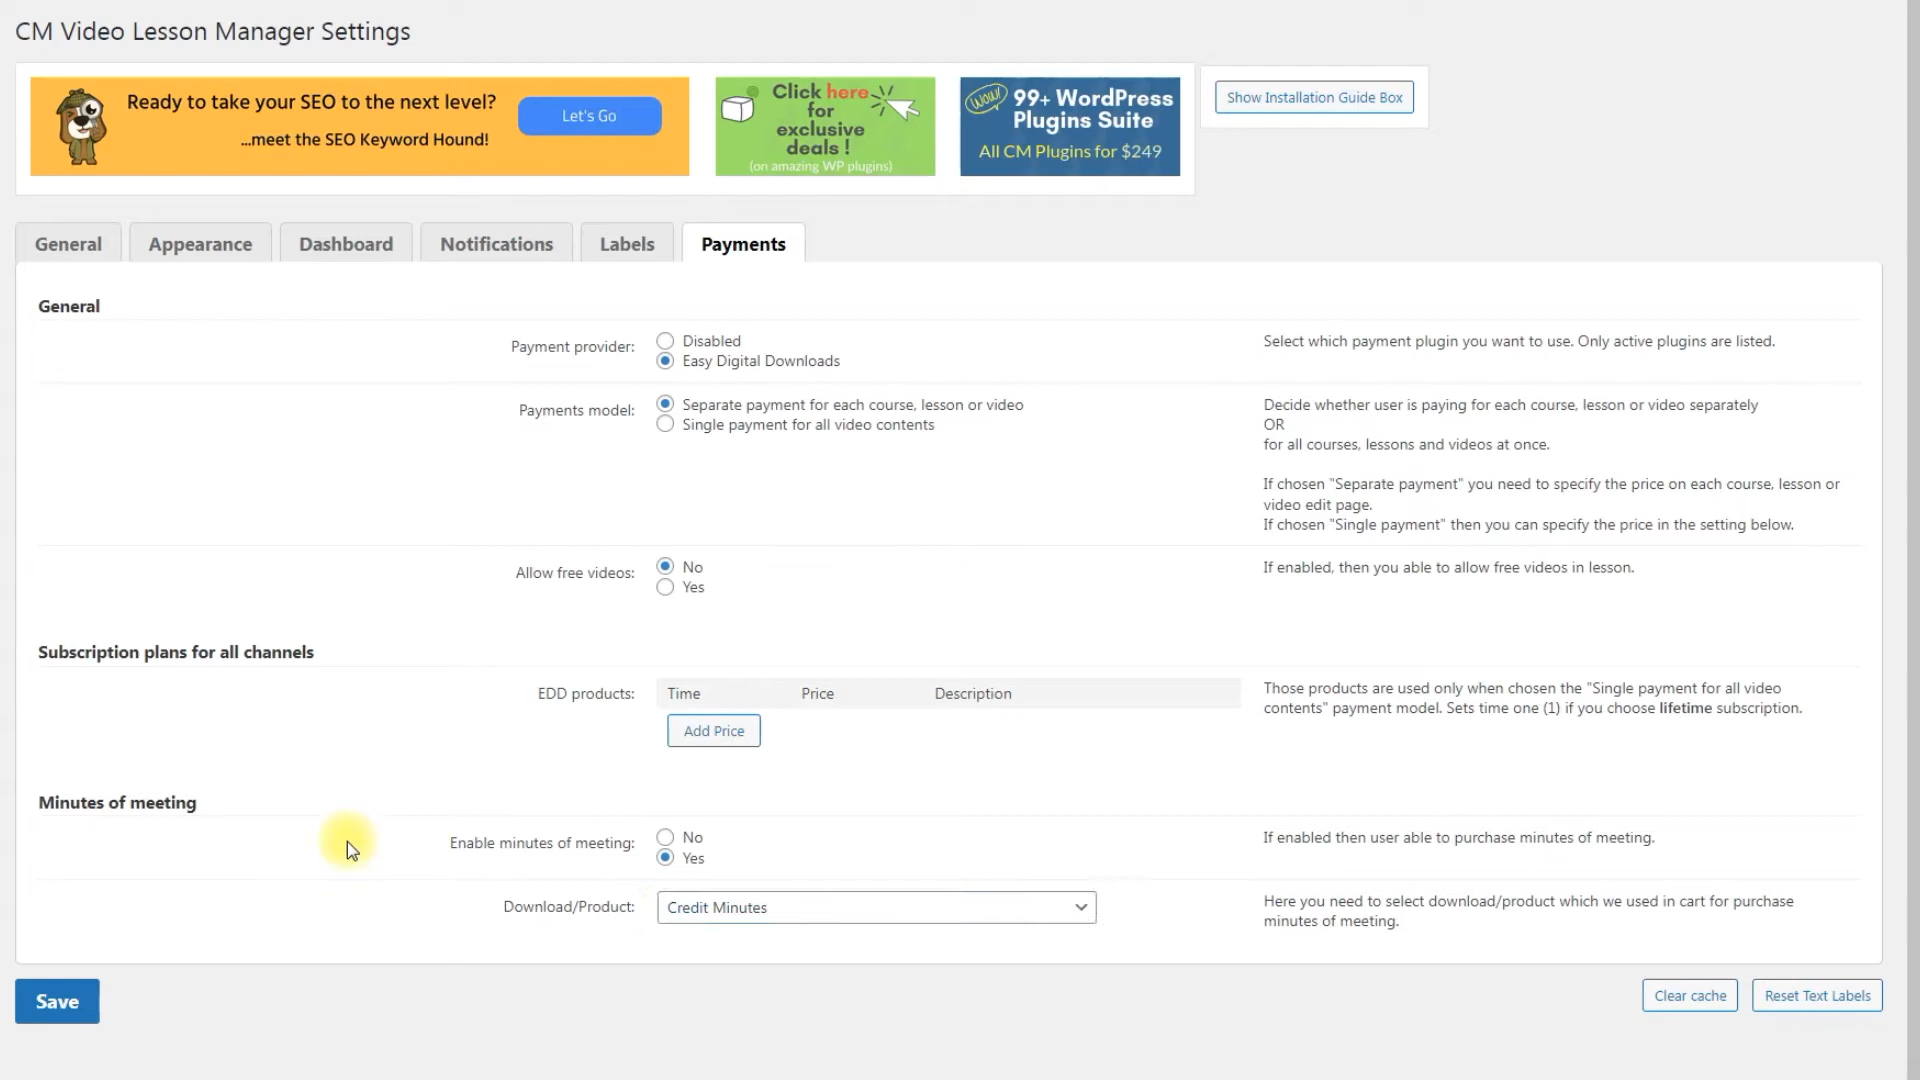 CM Video Lesson Manager Settings
Ready to take your SEO to the next level?
...meet the SEO Keyword Hound!
Let's Go
Click here
for
exclusive
deals !
(on amazing WP plugins)
WOW!
99+ WordPress
Plugins Suite
All CM Plugins for $249
Show Installation Guide Box
General
Appearance
Dashboard
Notifications
Labels
Payments
General
Payment provider:
Disabled
Easy Digital Downloads
Select which payment plugin you want to use. Only active plugins are listed.
Payments model:
Separate payment for each course, lesson or video
Single payment for all video contents
Decide whether user is paying for each course, lesson or video separately
OR
for all courses, lessons and videos at once.
If chosen "Separate payment" you need to specify the price on each course, lesson or
video edit page.
If chosen "Single payment" then you can specify the price in the setting below.
Allow free videos:
No
Yes
If enabled, then you able to allow free videos in lesson.
Subscription plans for all channels
EDD products:
Time
Price
Description
Add Price
Those products are used only when chosen the "Single payment for all video
contents" payment model. Sets time one (1) if you choose lifetime subscription.
Minutes of meeting
Enable minutes of meeting:
No
Yes
If enabled then user able to purchase minutes of meeting.
Download/Product:
Credit Minutes
Here you need to select download/product which we used in cart for purchase
minutes of meeting.
Save
Clear cache
Reset Text Labels